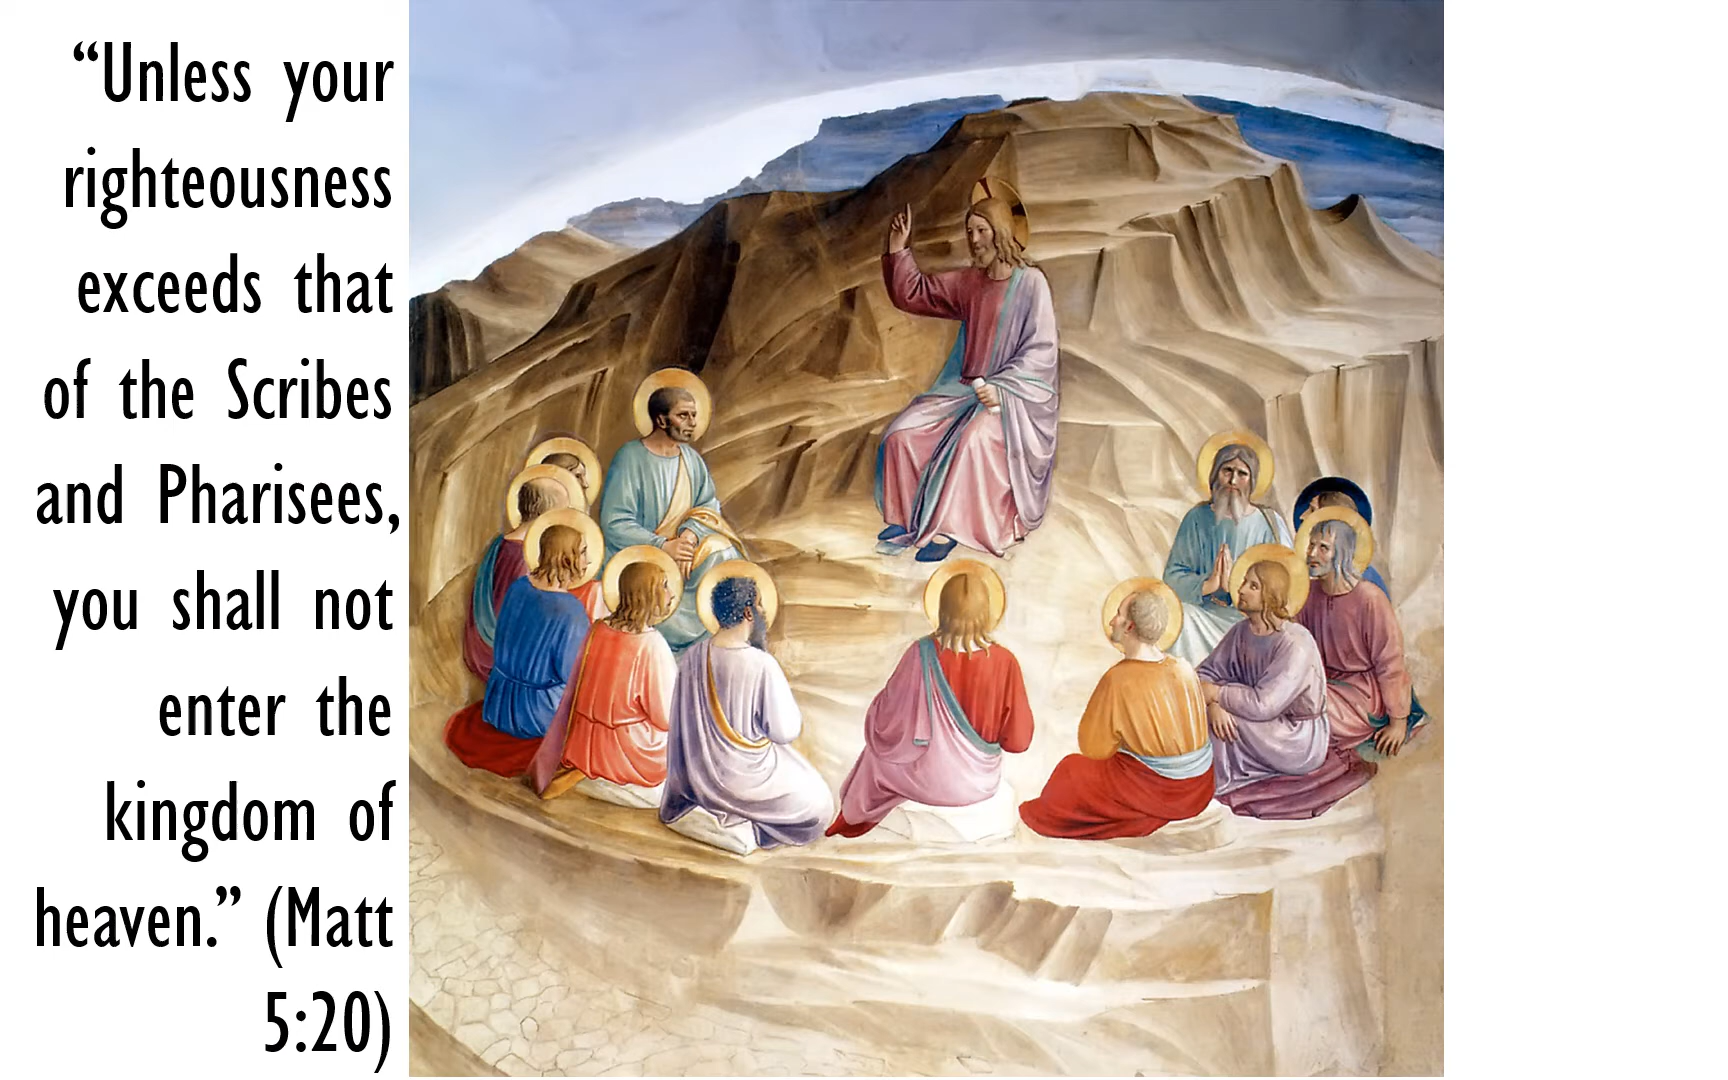 “Unless your
righteousness
exceeds that
of the Scribes
and Pharisees,
you shall not
enter the
kingdom of
heaven.” (Matt
5:20)